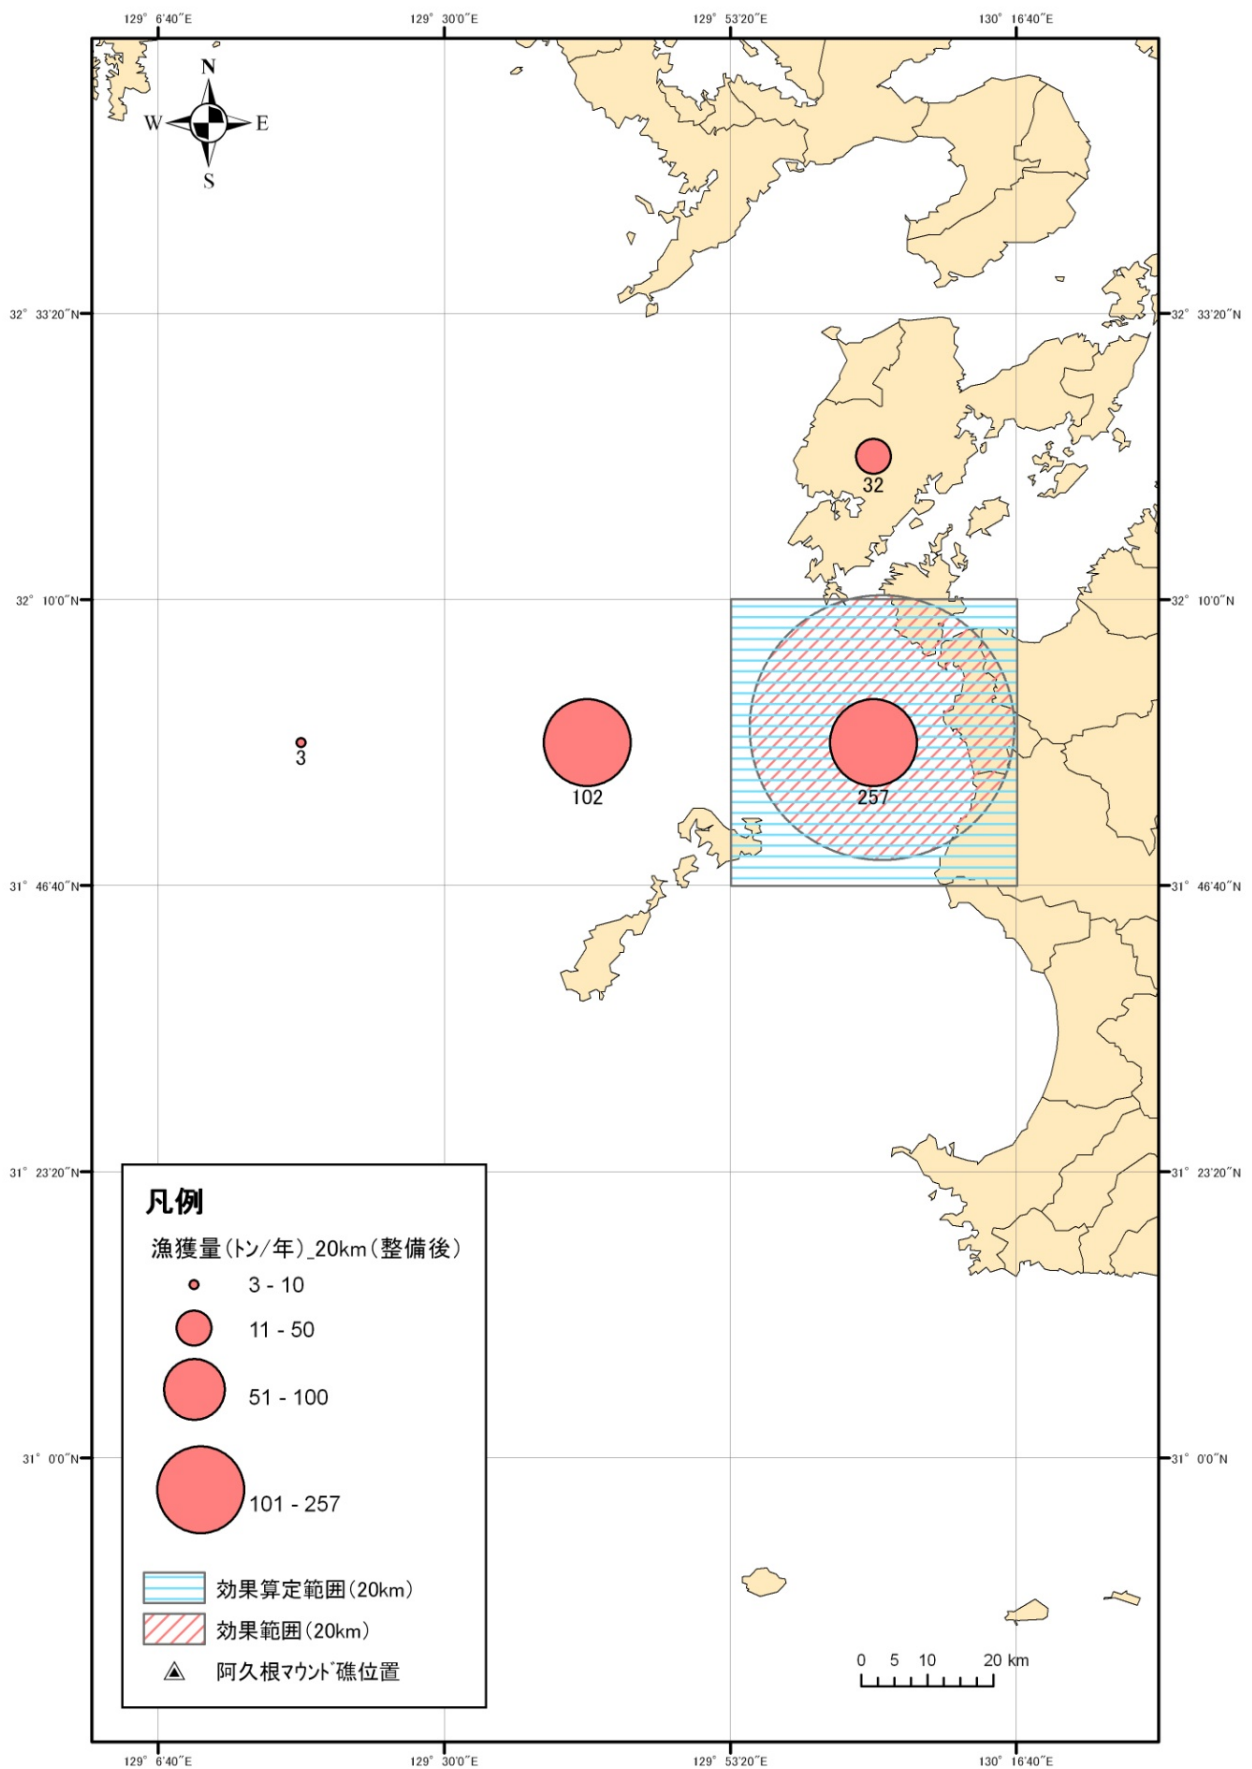 129° 6'40"E
129° 30'0"E
129° 53'20"E
130° 16'40"E
N
W
E
S
32° 33'20"N
32° 33'20"N
32
32° 10'0"N
32° 10'0"N
3
102
257
31° 46'40"N
31° 46'40"N
31° 23'20"N
31° 23'20"N
凡例
漁獲量(トン/年)_20km(整備後)
3 - 10
11 - 50
51 - 100
101 - 257
効果算定範囲(20km)
効果範囲(20km)
阿久根マウンド礁位置
31° 0'0"N
31° 0'0"N
0 5 10 20 km
129° 6'40"E
129° 30'0"E
129° 53'20"E
130° 16'40"E